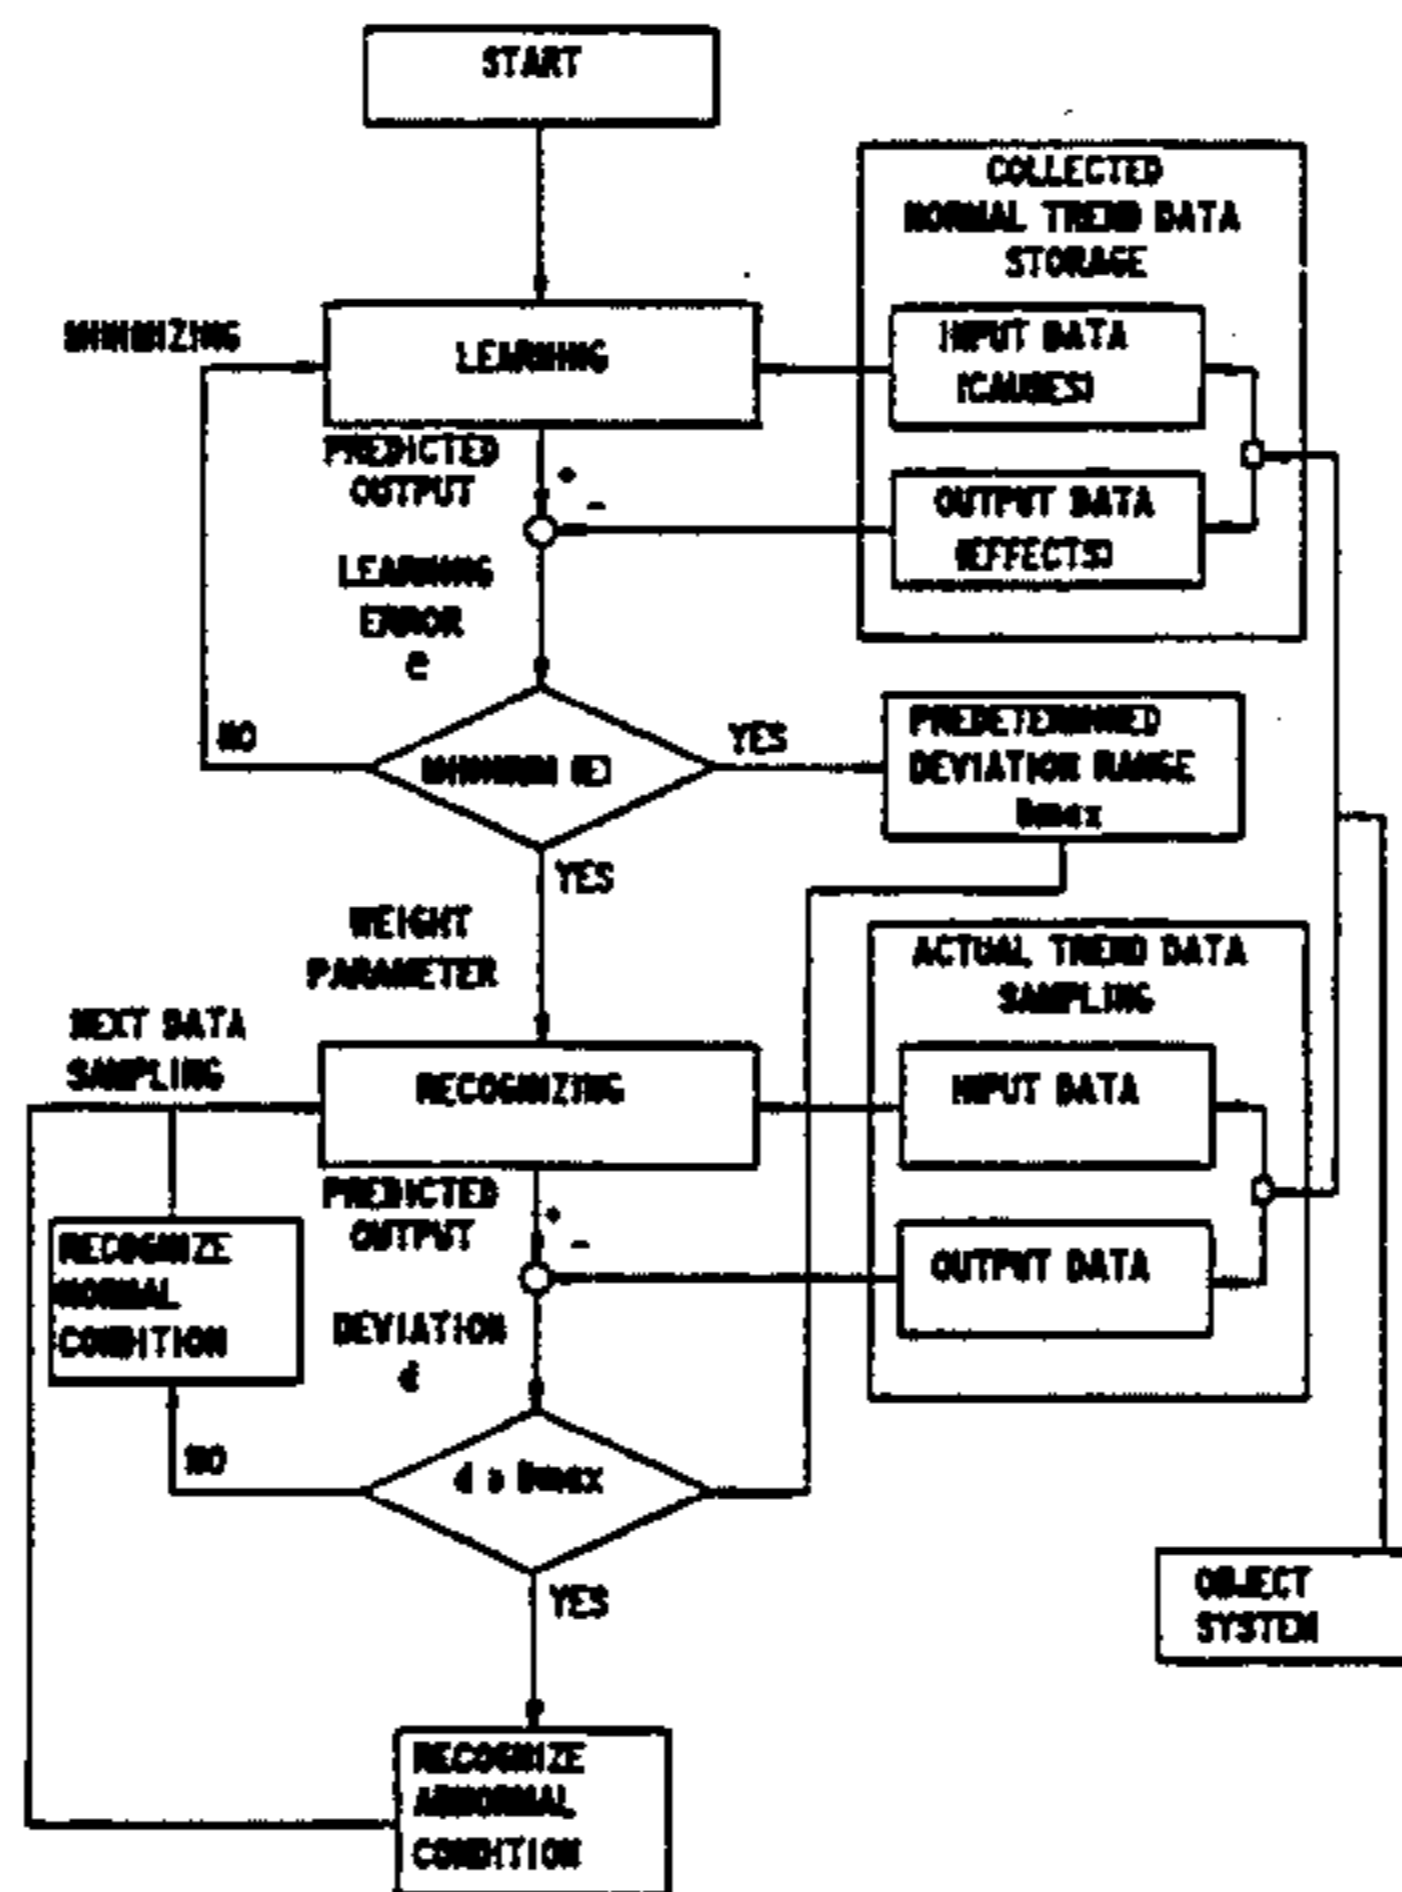 START
COLLECTED
NORMAL TREND DATA
STORAGE
MINIMIZING
LEARNING
INPUT DATA
(CAUSES)
PREDICTED
OUTPUT
+
-
OUTPUT DATA
(EFFECTS)
LEARNING
ERROR
e
NO
MINIMUM (E)
YES
PREDETERMINED
DEVIATION RANGE
Dmax
YES
WEIGHT
PARAMETER
ACTUAL TREND DATA
SAMPLING
NEXT DATA
SAMPLING
RECOGNIZING
INPUT DATA
PREDICTED
OUTPUT
+
-
RECOGNIZE
NORMAL
CONDITION
OUTPUT DATA
DEVIATION
d
NO
d > Dmax
YES
OBJECT
SYSTEM
RECOGNIZE
ABNORMAL
CONDITION